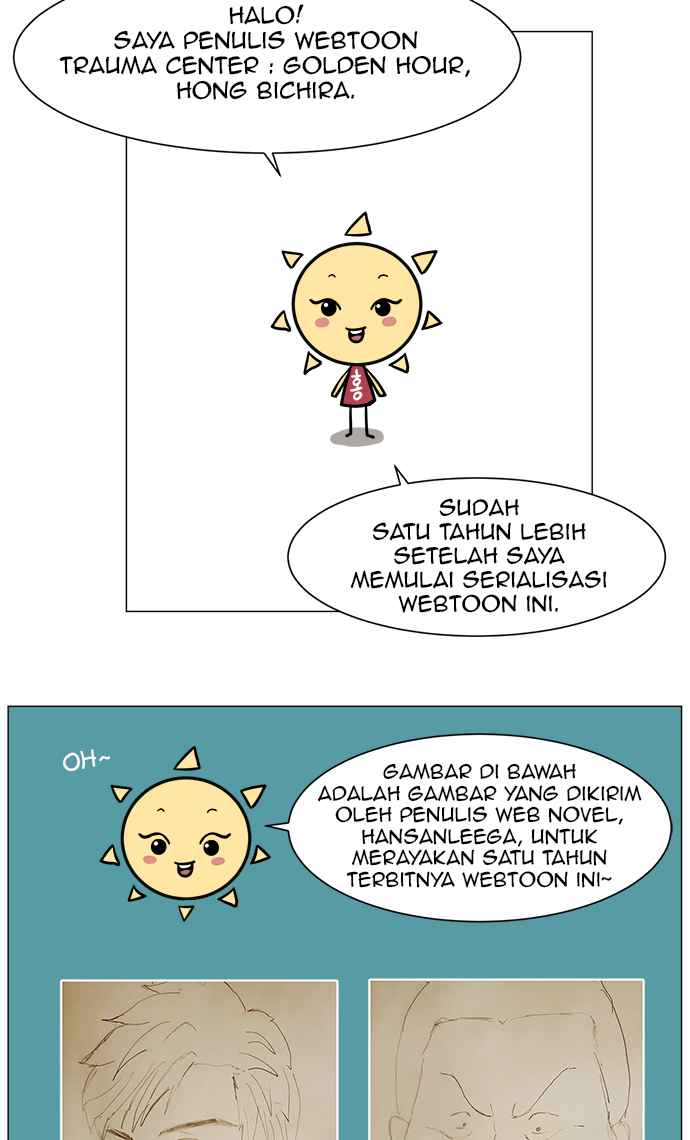 HALO!
SAYA PENULIS WEBTOON
TRAUMA CENTER : GOLDEN HOUR,
HONG BICHIRA.
홍
SUDAH
SATU TAHUN LEBIH
SETELAH SAYA
MEMULAI SERIALISASI
WEBTOON INI.
OH~
GAMBAR DI BAWAH
ADALAH GAMBAR YANG DIKIRIM
OLEH PENULIS WEB NOVEL,
HANSANLEEGA, UNTUK
MERAYAKAN SATU TAHUN
TERBITNYA WEBTOON INI~